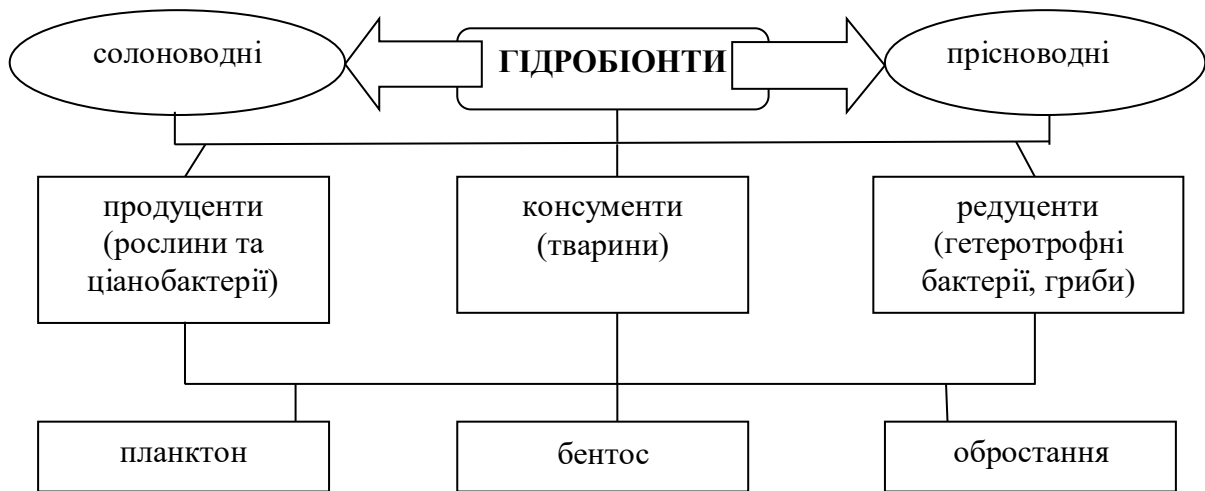 солоноводні
ГІДРОБІОНТИ
прісноводні
продуценти
(рослини та
ціанобактерії)
консументи
(тварини)
редуценти
(гетеротрофні
бактерії, гриби)
планктон
бентос
обростання